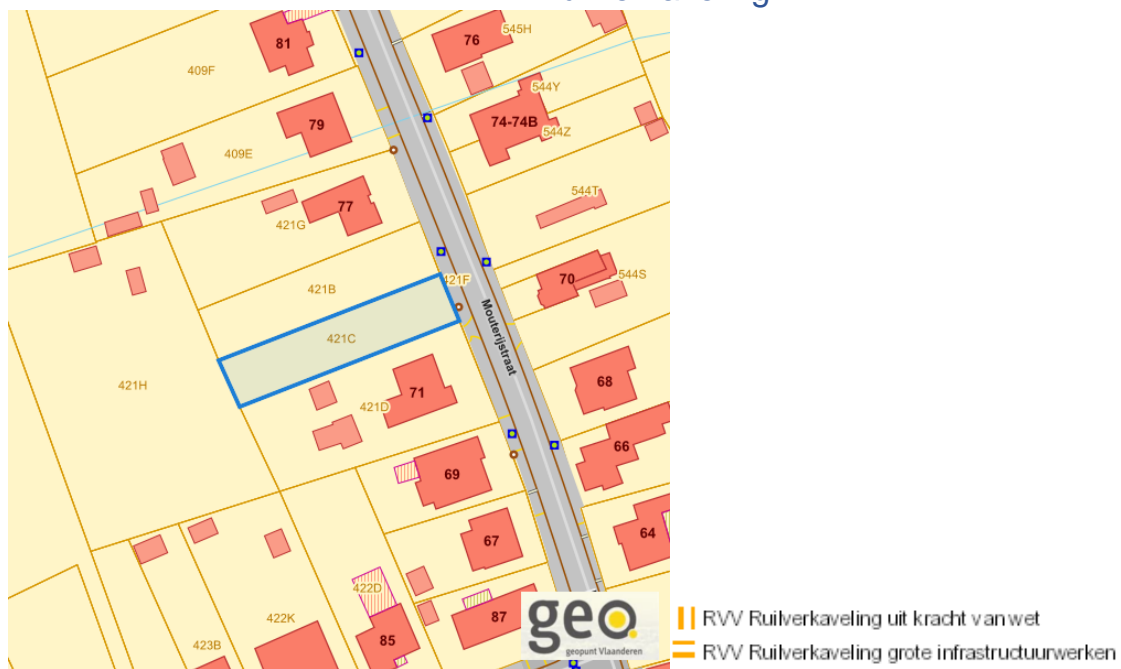 81
76
545H
409F
544Y
79
74-74B
544Z
409E
544T
77
421G
421F
70
544S
421B
Mouterijstraat
421C
421H
68
71
421D
66
69
64
67
422D
87
422K
85
423B
geo.
geopunt Vlaanderen
RVV Ruilverkaveling uit kracht van wet
RVV Ruilverkaveling grote infrastructuurwerken